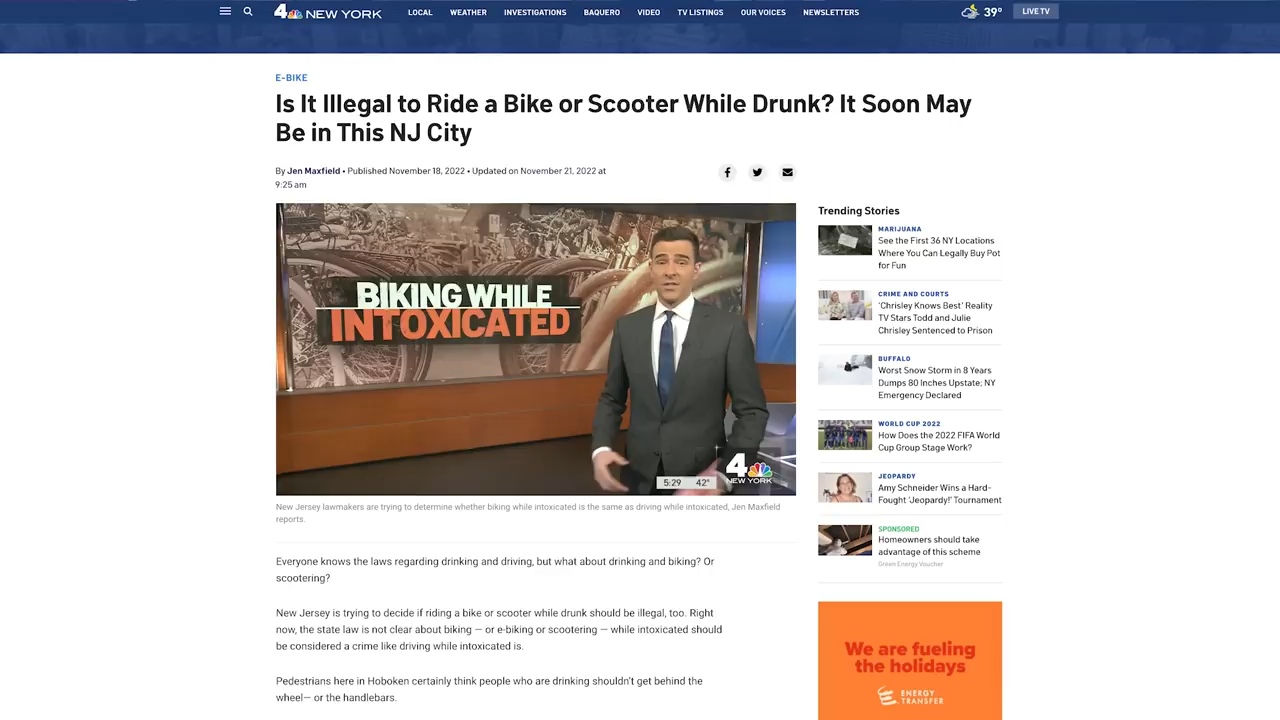 4 NEW YORK
LOCAL
WEATHER
INVESTIGATIONS
BAQUERO
VIDEO
TV LISTINGS
OUR VOICES
NEWSLETTERS
39°
LIVE TV
E-BIKE
Is It Illegal to Ride a Bike or Scooter While Drunk? It Soon May
Be in This NJ City
By Jen Maxfield • Published November 18, 2022 • Updated on November 21, 2022 at
9:25 am
BIKING WHILE
INTOXICATED
5:29 42°
4
NEW YORK
New Jersey lawmakers are trying to determine whether biking while intoxicated is the same as driving while intoxicated, Jen Maxfield
reports.
Everyone knows the laws regarding drinking and driving, but what about drinking and biking? Or
scootering?
New Jersey is trying to decide if riding a bike or scooter while drunk should be illegal, too. Right
now, the state law is not clear about biking — or e-biking or scootering — while intoxicated should
be considered a crime like driving while intoxicated is.
Pedestrians here in Hoboken certainly think people who are drinking shouldn't get behind the
wheel— or the handlebars.
Trending Stories
MARIJUANA
See the First 36 NY Locations
Where You Can Legally Buy Pot
for Fun
CRIME AND COURTS
'Chrisley Knows Best' Reality
TV Stars Todd and Julie
Chrisley Sentenced to Prison
BUFFALO
Worst Snow Storm in 8 Years
Dumps 80 Inches Upstate; NY
Emergency Declared
WORLD CUP 2022
How Does the 2022 FIFA World
Cup Group Stage Work?
JEOPARDY
Amy Schneider Wins a Hard-
Fought 'Jeopardy!' Tournament
SPONSORED
Homeowners should take
advantage of this scheme
Green Energy Voucher
We are fueling
the holidays
ENERGY
TRANSFER